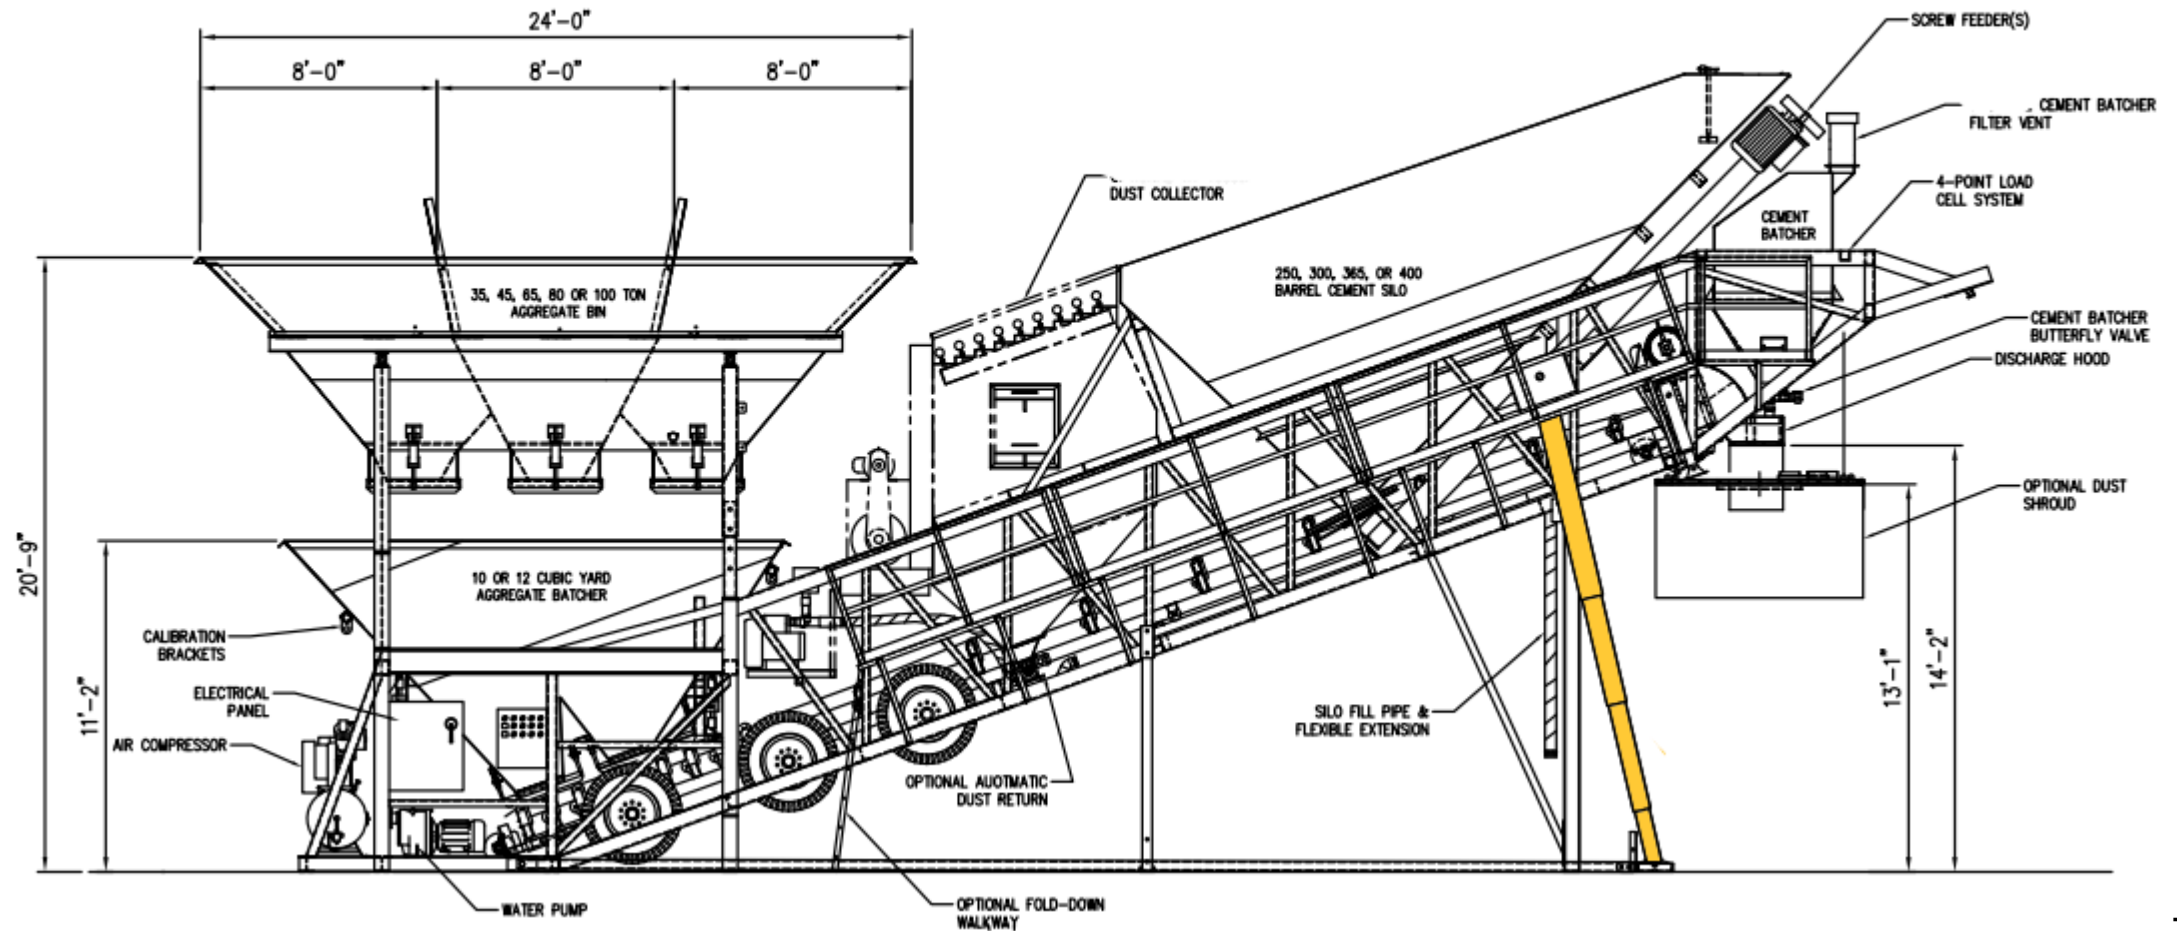 24'-0"
8'-0"
8'-0"
8'-0"
SCREW FEEDER(S)
CEMENT BATCHER
FILTER VENT
DUST COLLECTOR
4-POINT LOAD
CELL SYSTEM
CEMENT
BATCHER
250, 300, 365, OR 400
BARREL CEMENT SILO
35, 45, 65, 80 OR 100 TON
AGGREGATE BIN
CEMENT BATCHER
BUTTERFLY VALVE
DISCHARGE HOOD
OPTIONAL DUST
SHROUD
20'-9"
10 OR 12 CUBIC YARD
AGGREGATE BATCHER
11'-2"
CALIBRATION
BRACKETS
ELECTRICAL
PANEL
AIR COMPRESSOR
13'-1"
14'-2"
SILO FILL PIPE &
FLEXIBLE EXTENSION
OPTIONAL AUOTMATIC
DUST RETURN
WATER PUMP
OPTIONAL FOLD-DOWN
WALKWAY